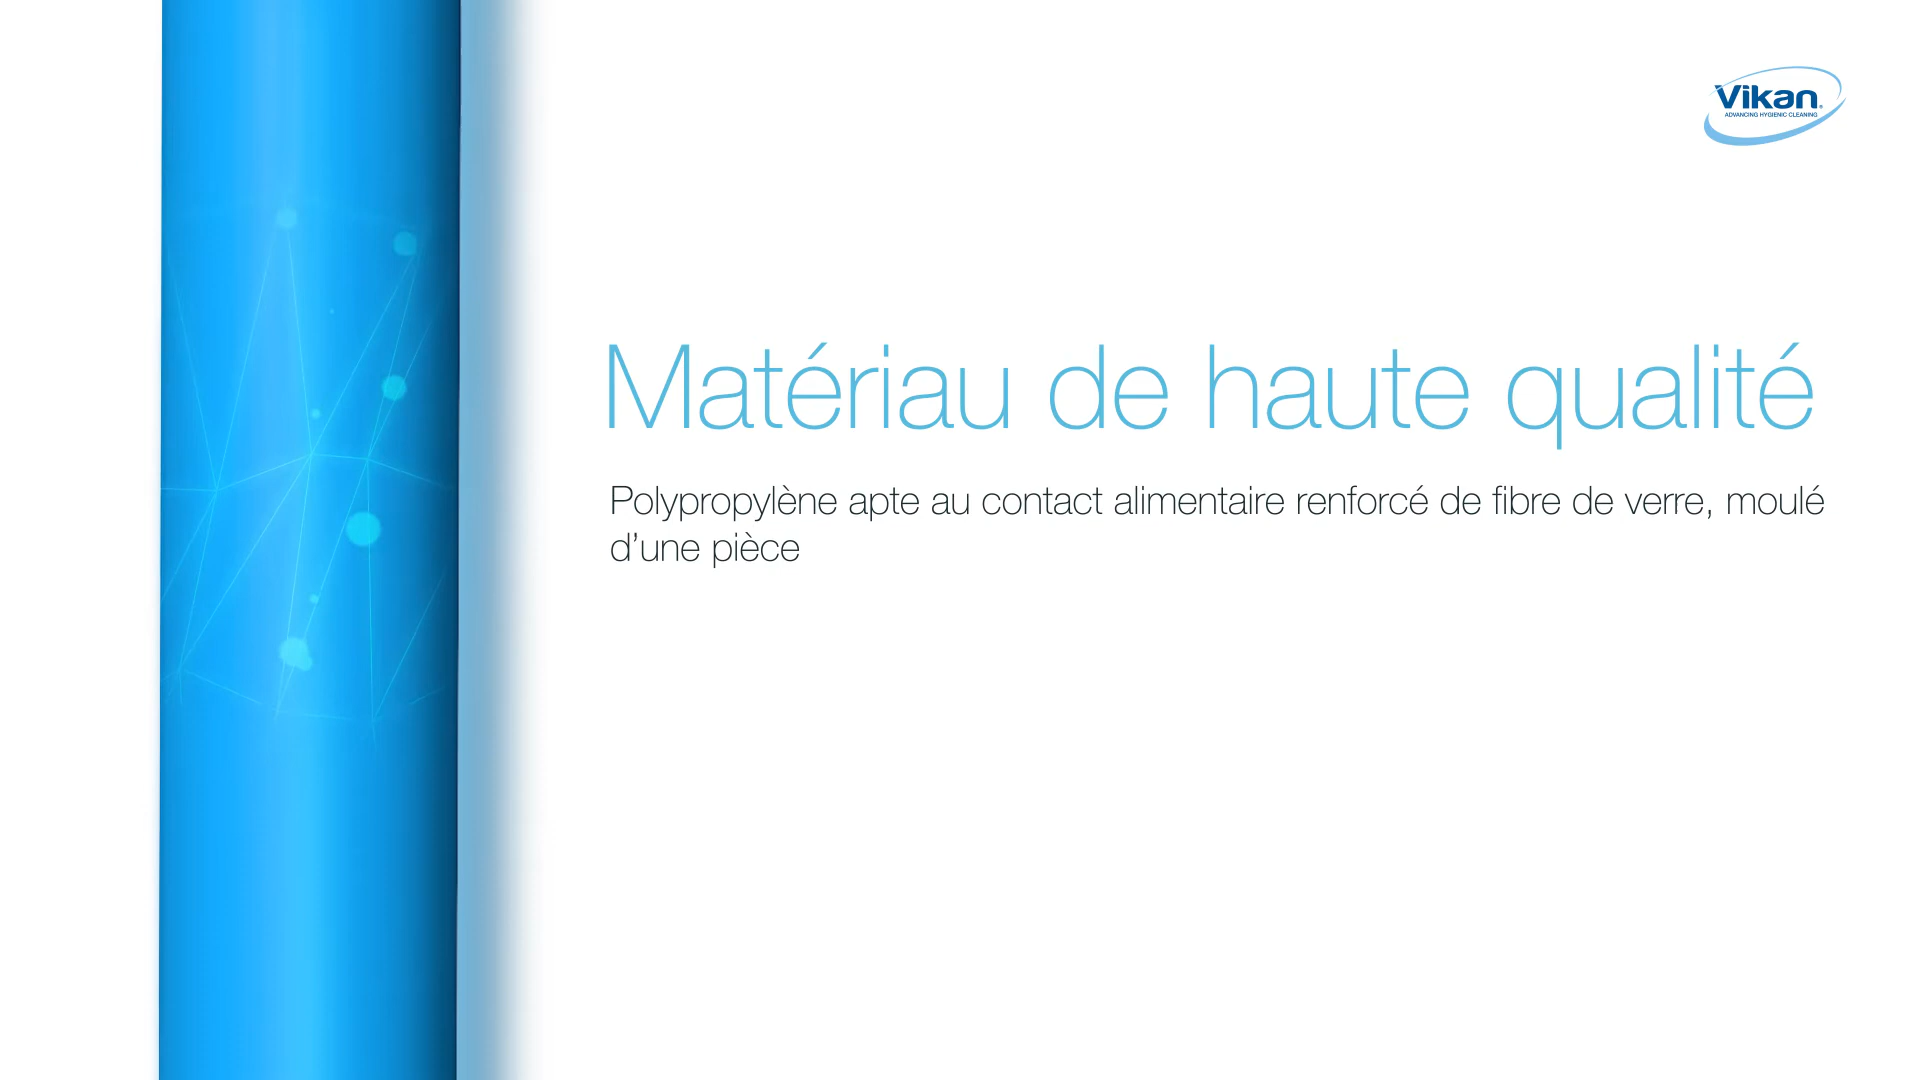 Vikan®
ADVANCING HYGIENIC CLEANING
Matériau de haute qualité
Polypropylène apte au contact alimentaire renforcé de fibre de verre, moulé
d’une pièce